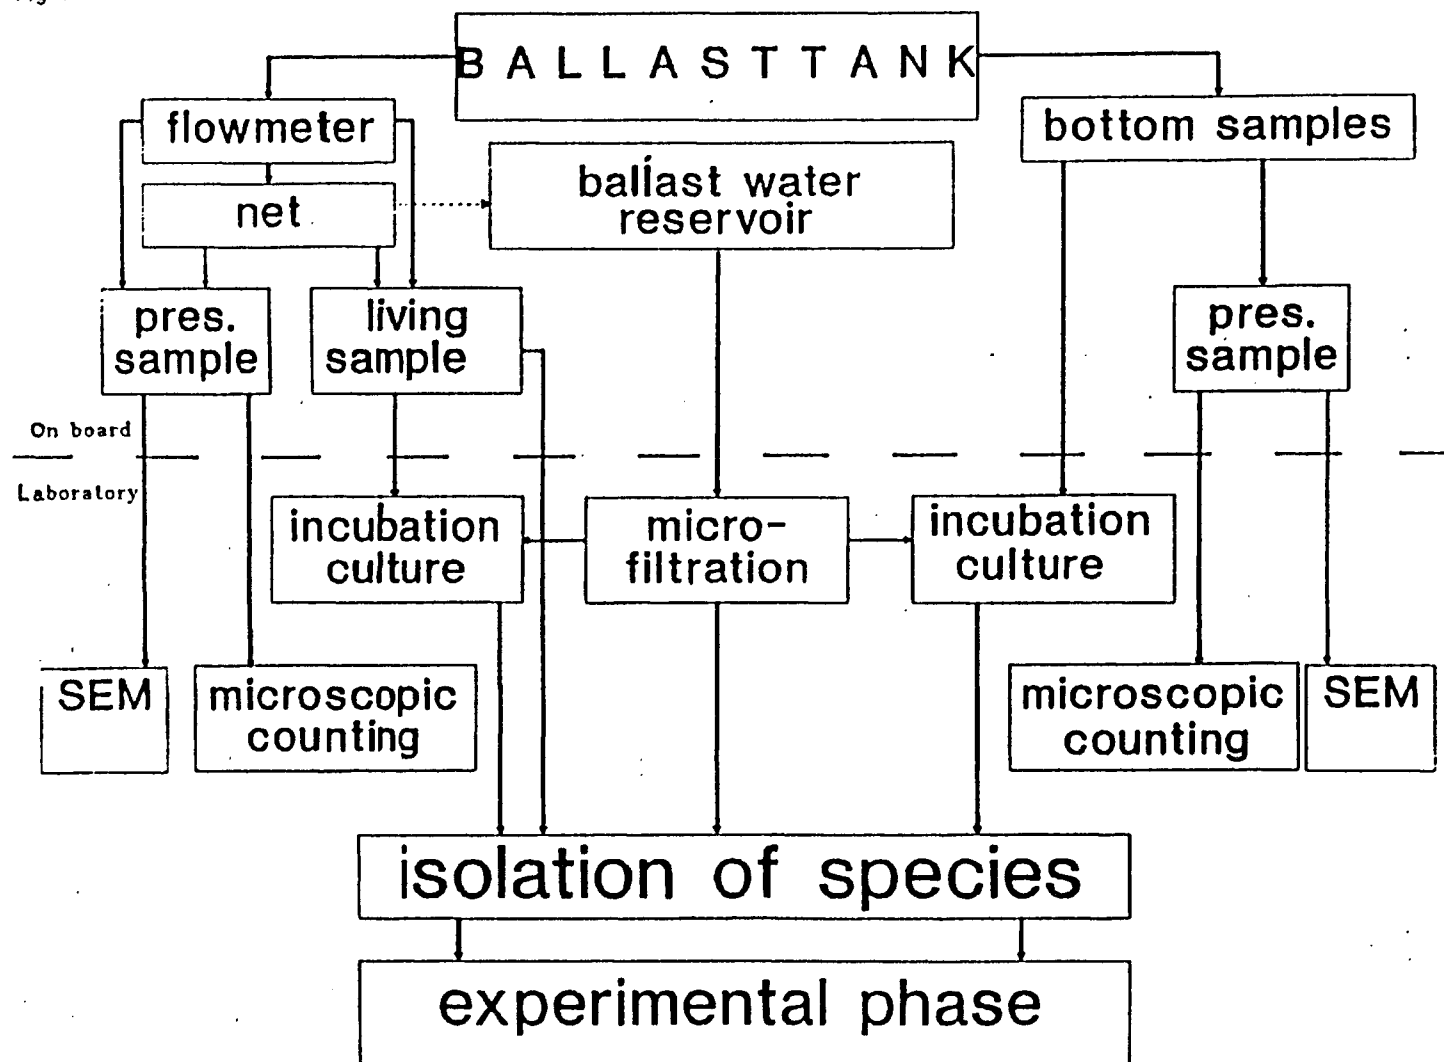 B A L L A S T T A N K
flowmeter
bottom samples
net
ballast water
reservoir
pres.
sample
living
sample
pres.
sample
On board
Laboratory
incubation
culture
micro-
filtration
incubation
culture
SEM
microscopic
counting
microscopic
counting
SEM
isolation of species
experimental phase